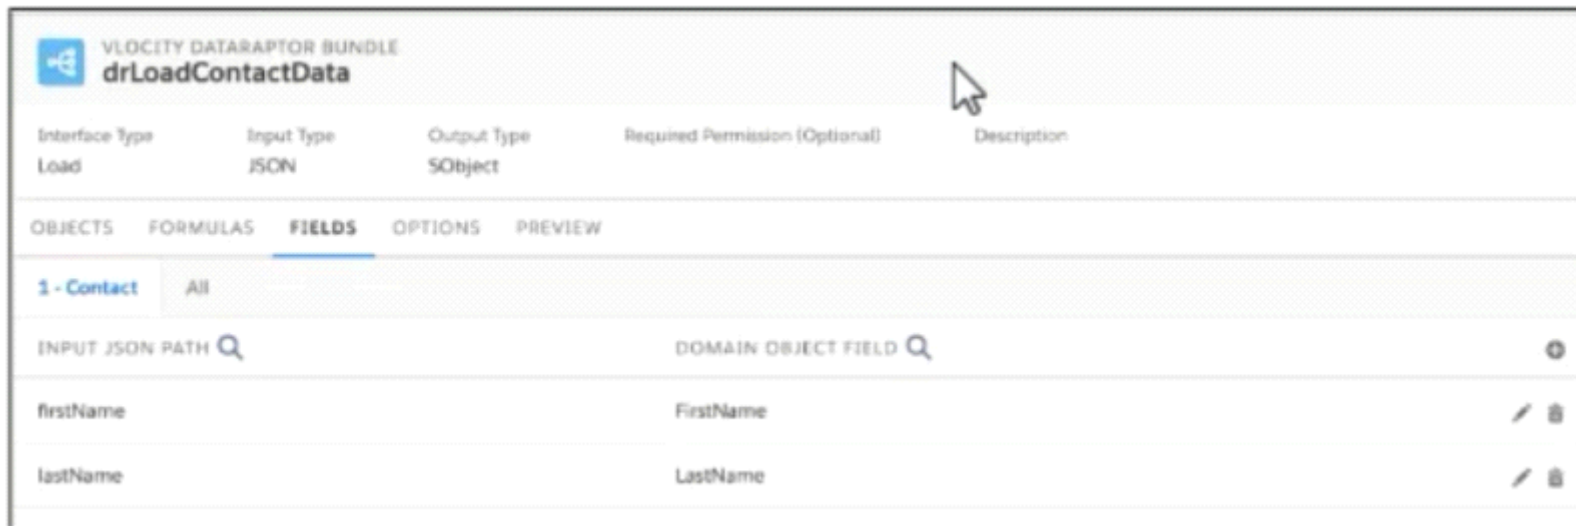 VLOCITY DATARAPTOR BUNDLE
drLoadContactData
Interface Type Input Type Output Type Required Permission (Optional) Description
Load JSON SObject
OBJECTS FORMULAS FIELDS OPTIONS PREVIEW
1 - Contact All
INPUT JSON PATH DOMAIN OBJECT FIELD
firstName FirstName
lastName LastName